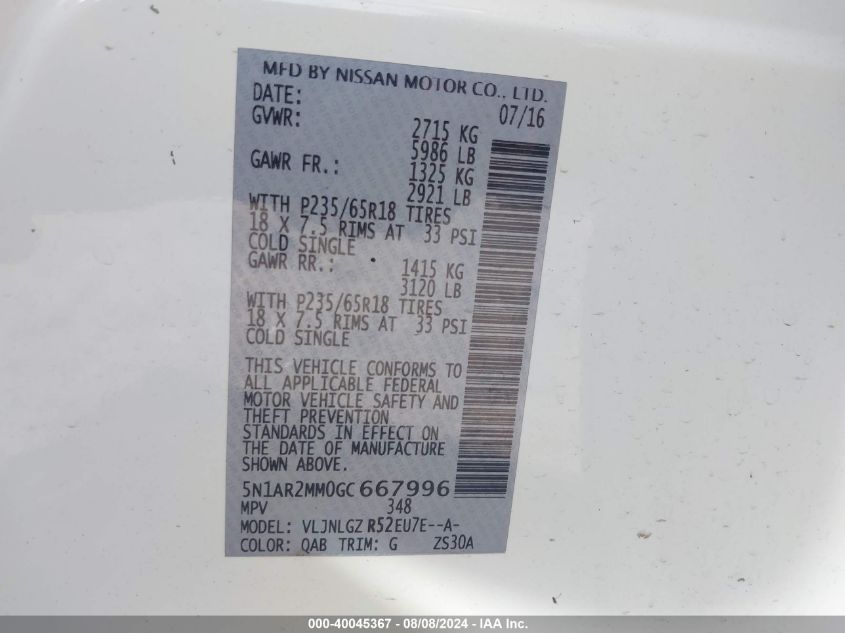 MFD BY NISSAN MOTOR CO., LTD.
DATE: 07/16
GVWR: 2715 KG
5986 LB
GAWR FR.: 1325 KG
2921 LB
WITH P235/65R18 TIRES
18 X 7.5 RIMS AT 33 PSI
COLD SINGLE
GAWR RR.: 1415 KG
3120 LB
WITH P235/65R18 TIRES
18 X 7.5 RIMS AT 33 PSI
COLD SINGLE
THIS VEHICLE CONFORMS TO
ALL APPLICABLE FEDERAL
MOTOR VEHICLE SAFETY AND
THEFT PREVENTION
STANDARDS IN EFFECT ON
THE DATE OF MANUFACTURE
SHOWN ABOVE.
5N1AR2MM0GC667996
MPV 348
MODEL: VLJNLGZ R52EU7E--A-
COLOR: QAB TRIM: G ZS30A
000-40045367 - 08/08/2024 - IAA Inc.